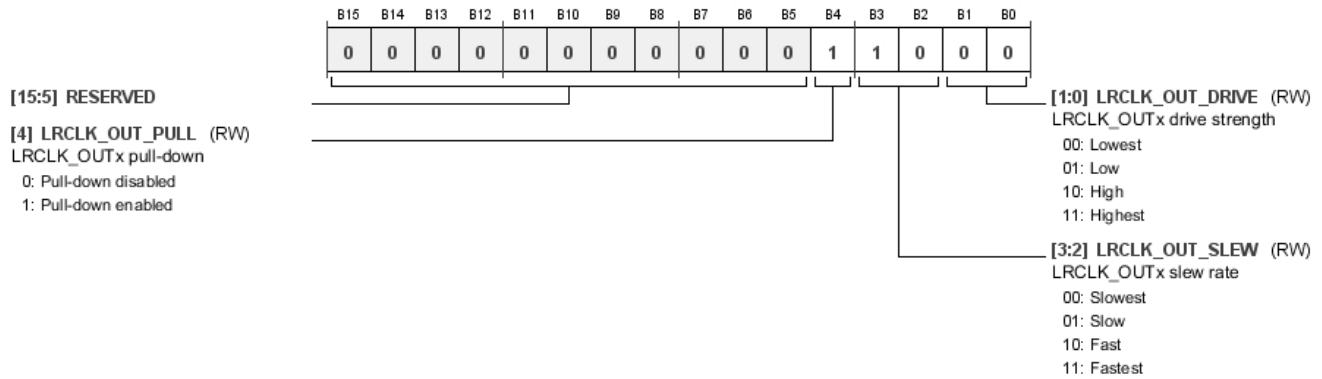 B15 B14 B13 B12 B11 B10 B9 B8 B7 B6 B5 B4 B3 B2 B1 B0
0 0 0 0 0 0 0 0 0 0 0 1 1 0 0 0
[15:5] RESERVED
[4] LRCLK_OUT_PULL (RW)
LRCLK_OUTx pull-down
0: Pull-down disabled
1: Pull-down enabled
[1:0] LRCLK_OUT_DRIVE (RW)
LRCLK_OUTx drive strength
00: Lowest
01: Low
10: High
11: Highest
[3:2] LRCLK_OUT_SLEW (RW)
LRCLK_OUTx slew rate
00: Slowest
01: Slow
10: Fast
11: Fastest